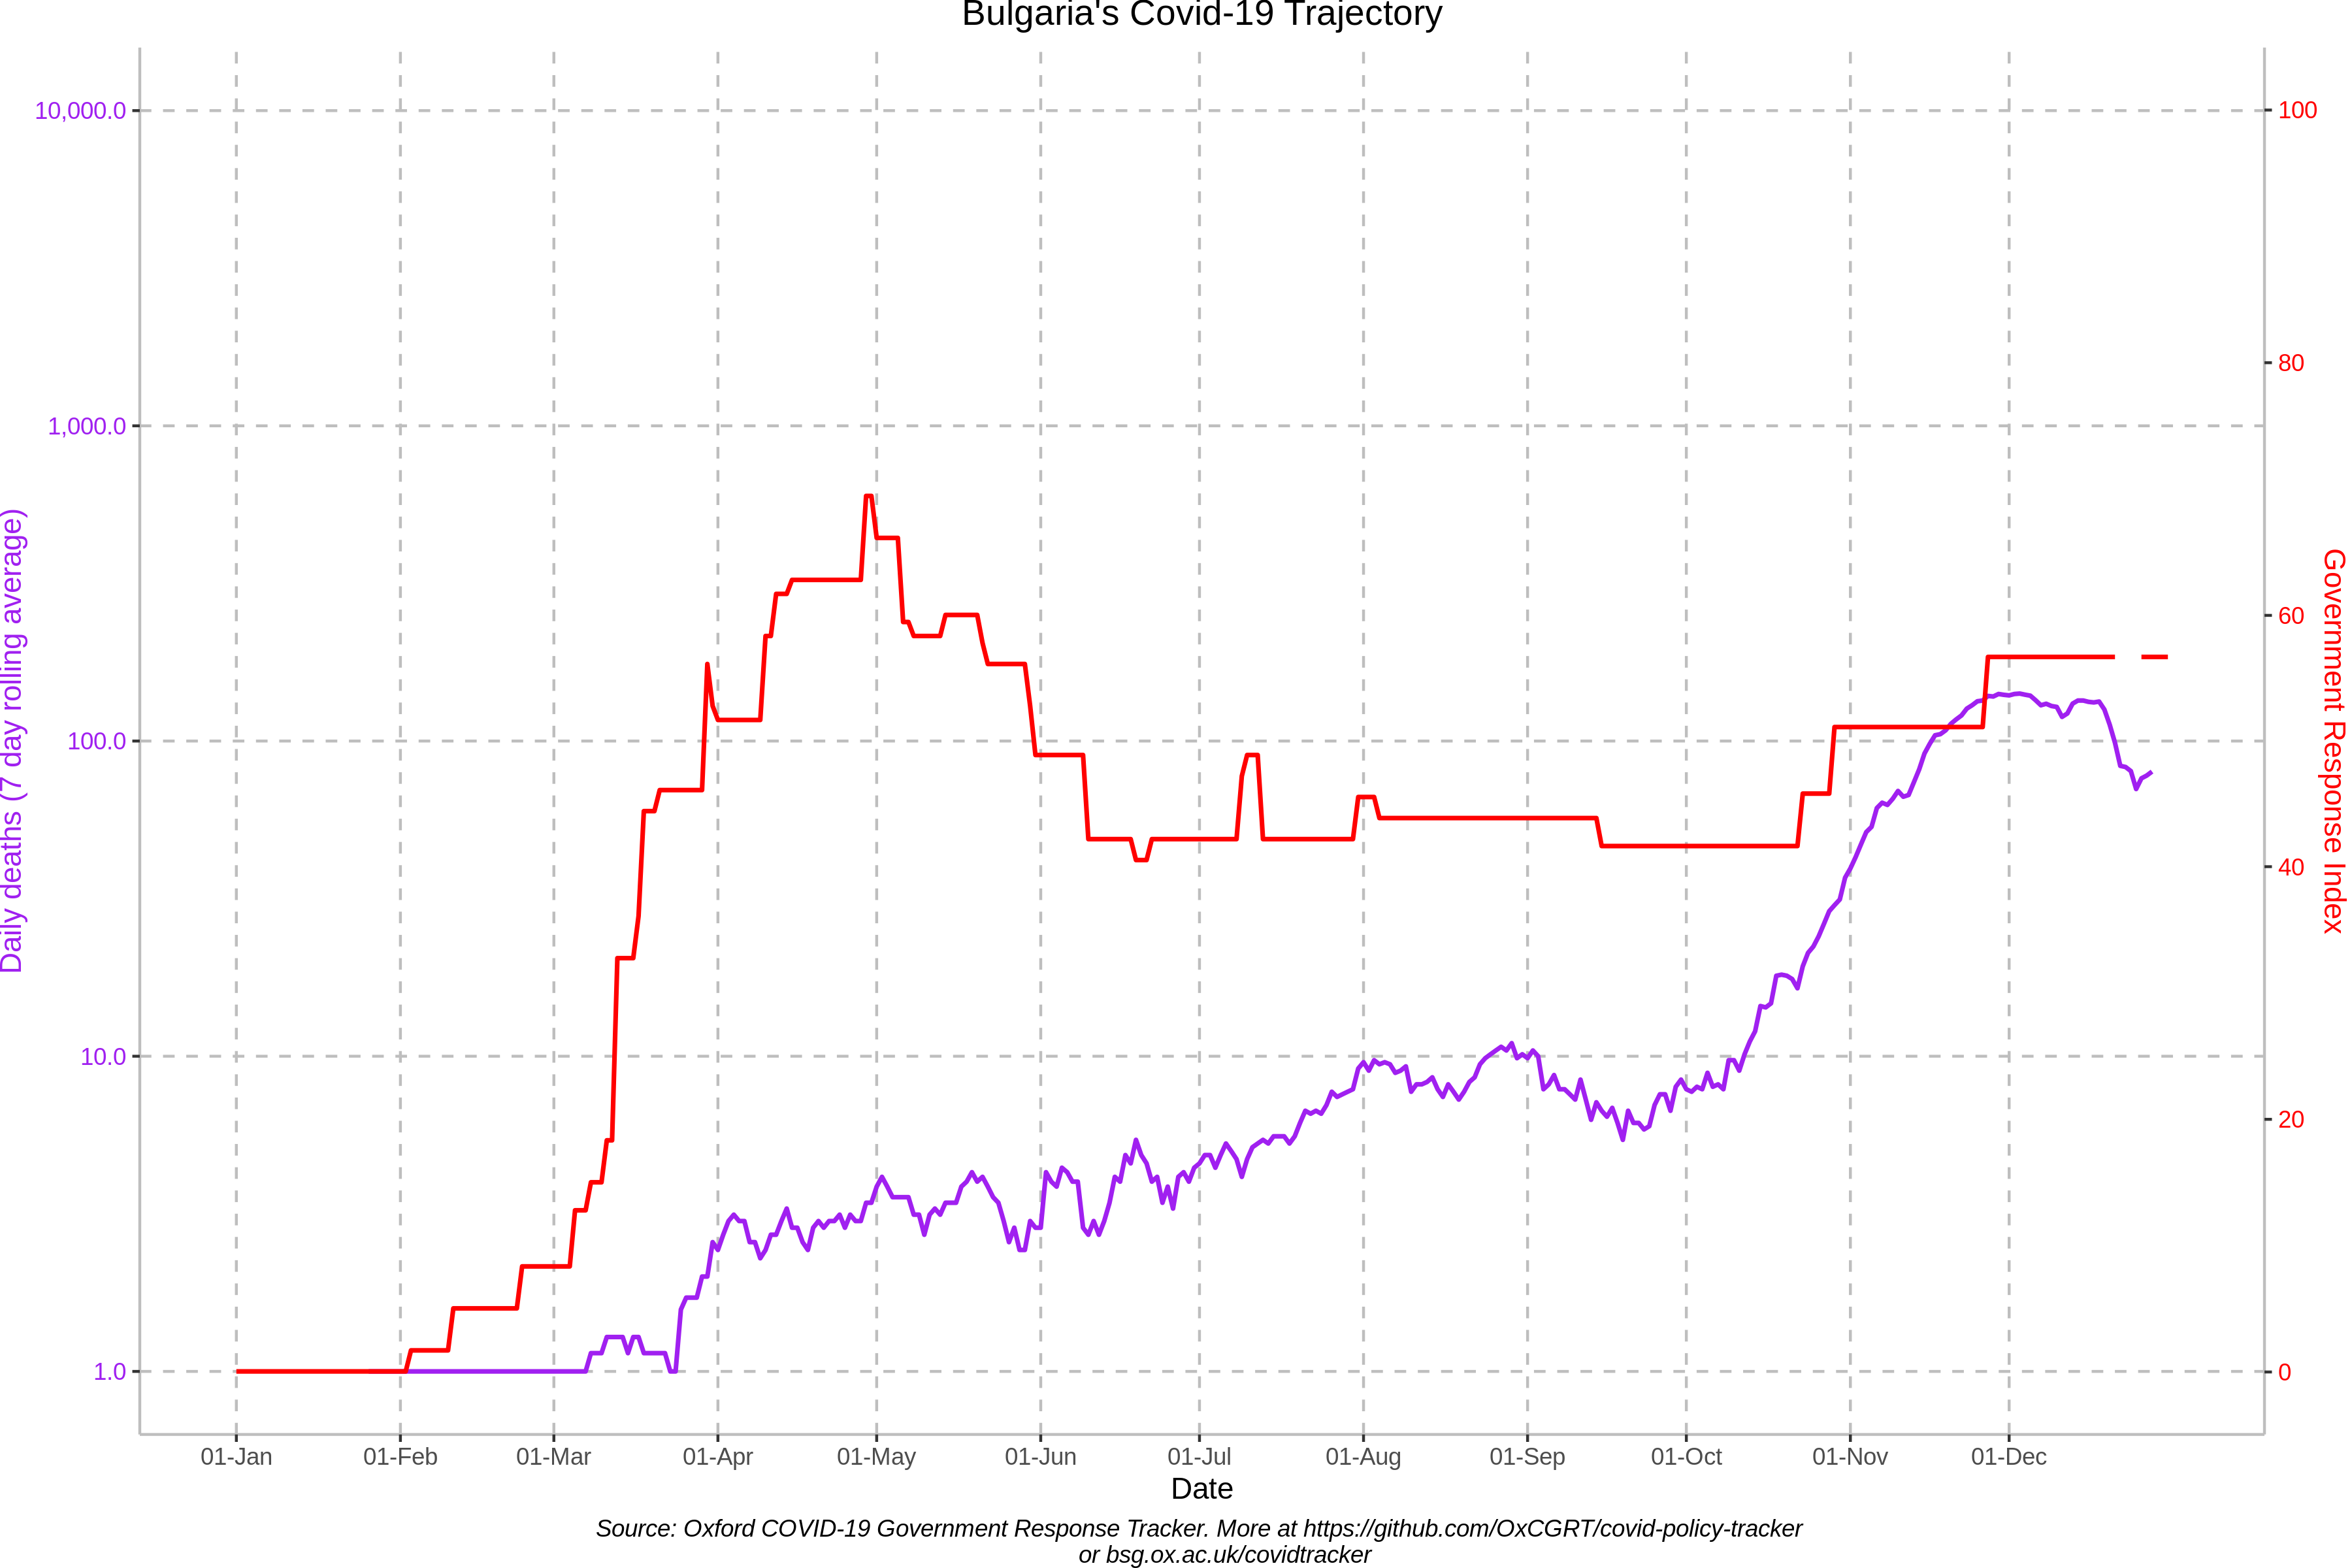 Bulgaria's Covid-19 Trajectory
Daily deaths (7 day rolling average)
10,000.0
1,000.0
100.0
10.0
1.0
100
80
60
40
20
0
Government Response Index
01-Jan 01-Feb 01-Mar 01-Apr 01-May 01-Jun 01-Jul 01-Aug 01-Sep 01-Oct 01-Nov 01-Dec
Date
Source: Oxford COVID-19 Government Response Tracker. More at https://github.com/OxCGRT/covid-policy-tracker
or bsg.ox.ac.uk/covidtracker